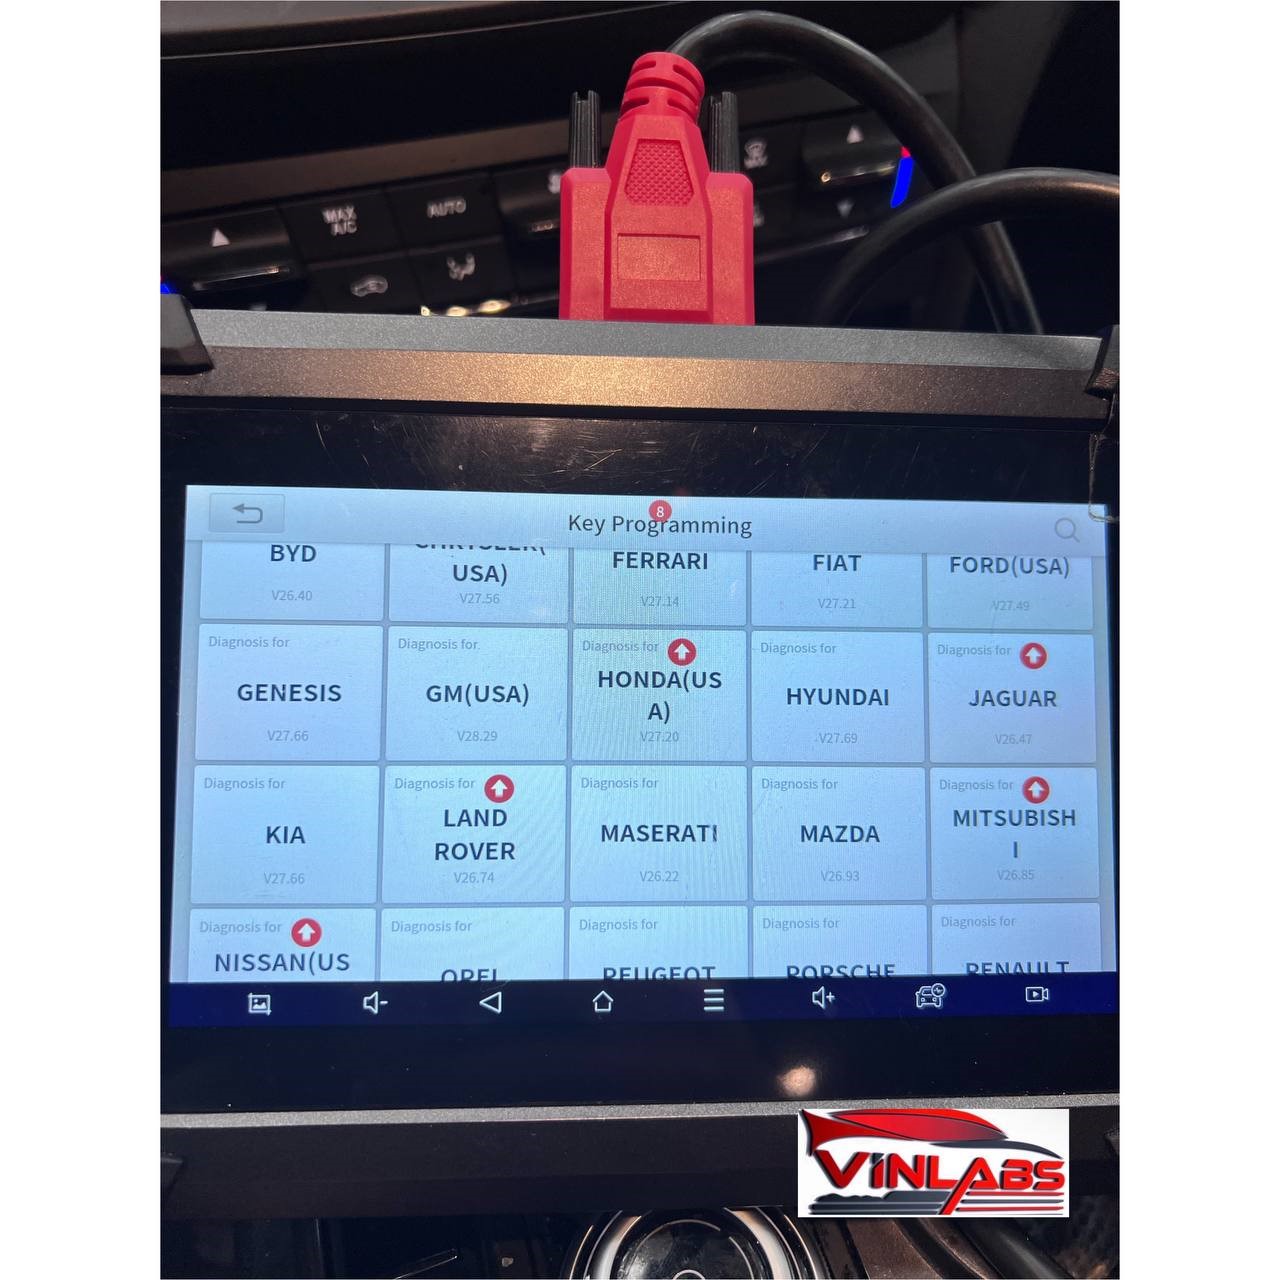 MAX
A/C
AUTO
8
Key Programming
BYD
V26.40
CHRYSLER(
USA)
V27.56
FERRARI
V27.14
FIAT
V27.21
FORD(USA)
V27.49
Diagnosis for
GENESIS
V27.66
Diagnosis for
GM(USA)
V28.29
Diagnosis for
HONDA(US
A)
V27.20
Diagnosis for
HYUNDAI
V27.69
Diagnosis for
JAGUAR
V26.47
Diagnosis for
KIA
V27.66
Diagnosis for
LAND
ROVER
V26.74
Diagnosis for
MASERATI
V26.22
Diagnosis for
MAZDA
V26.93
Diagnosis for
MITSUBISH
I
V26.85
Diagnosis for
NISSAN(US
Diagnosis for
OPEL
Diagnosis for
PEUGEOT
Diagnosis for
PORSCHE
Diagnosis for
RENAULT
VINLABS